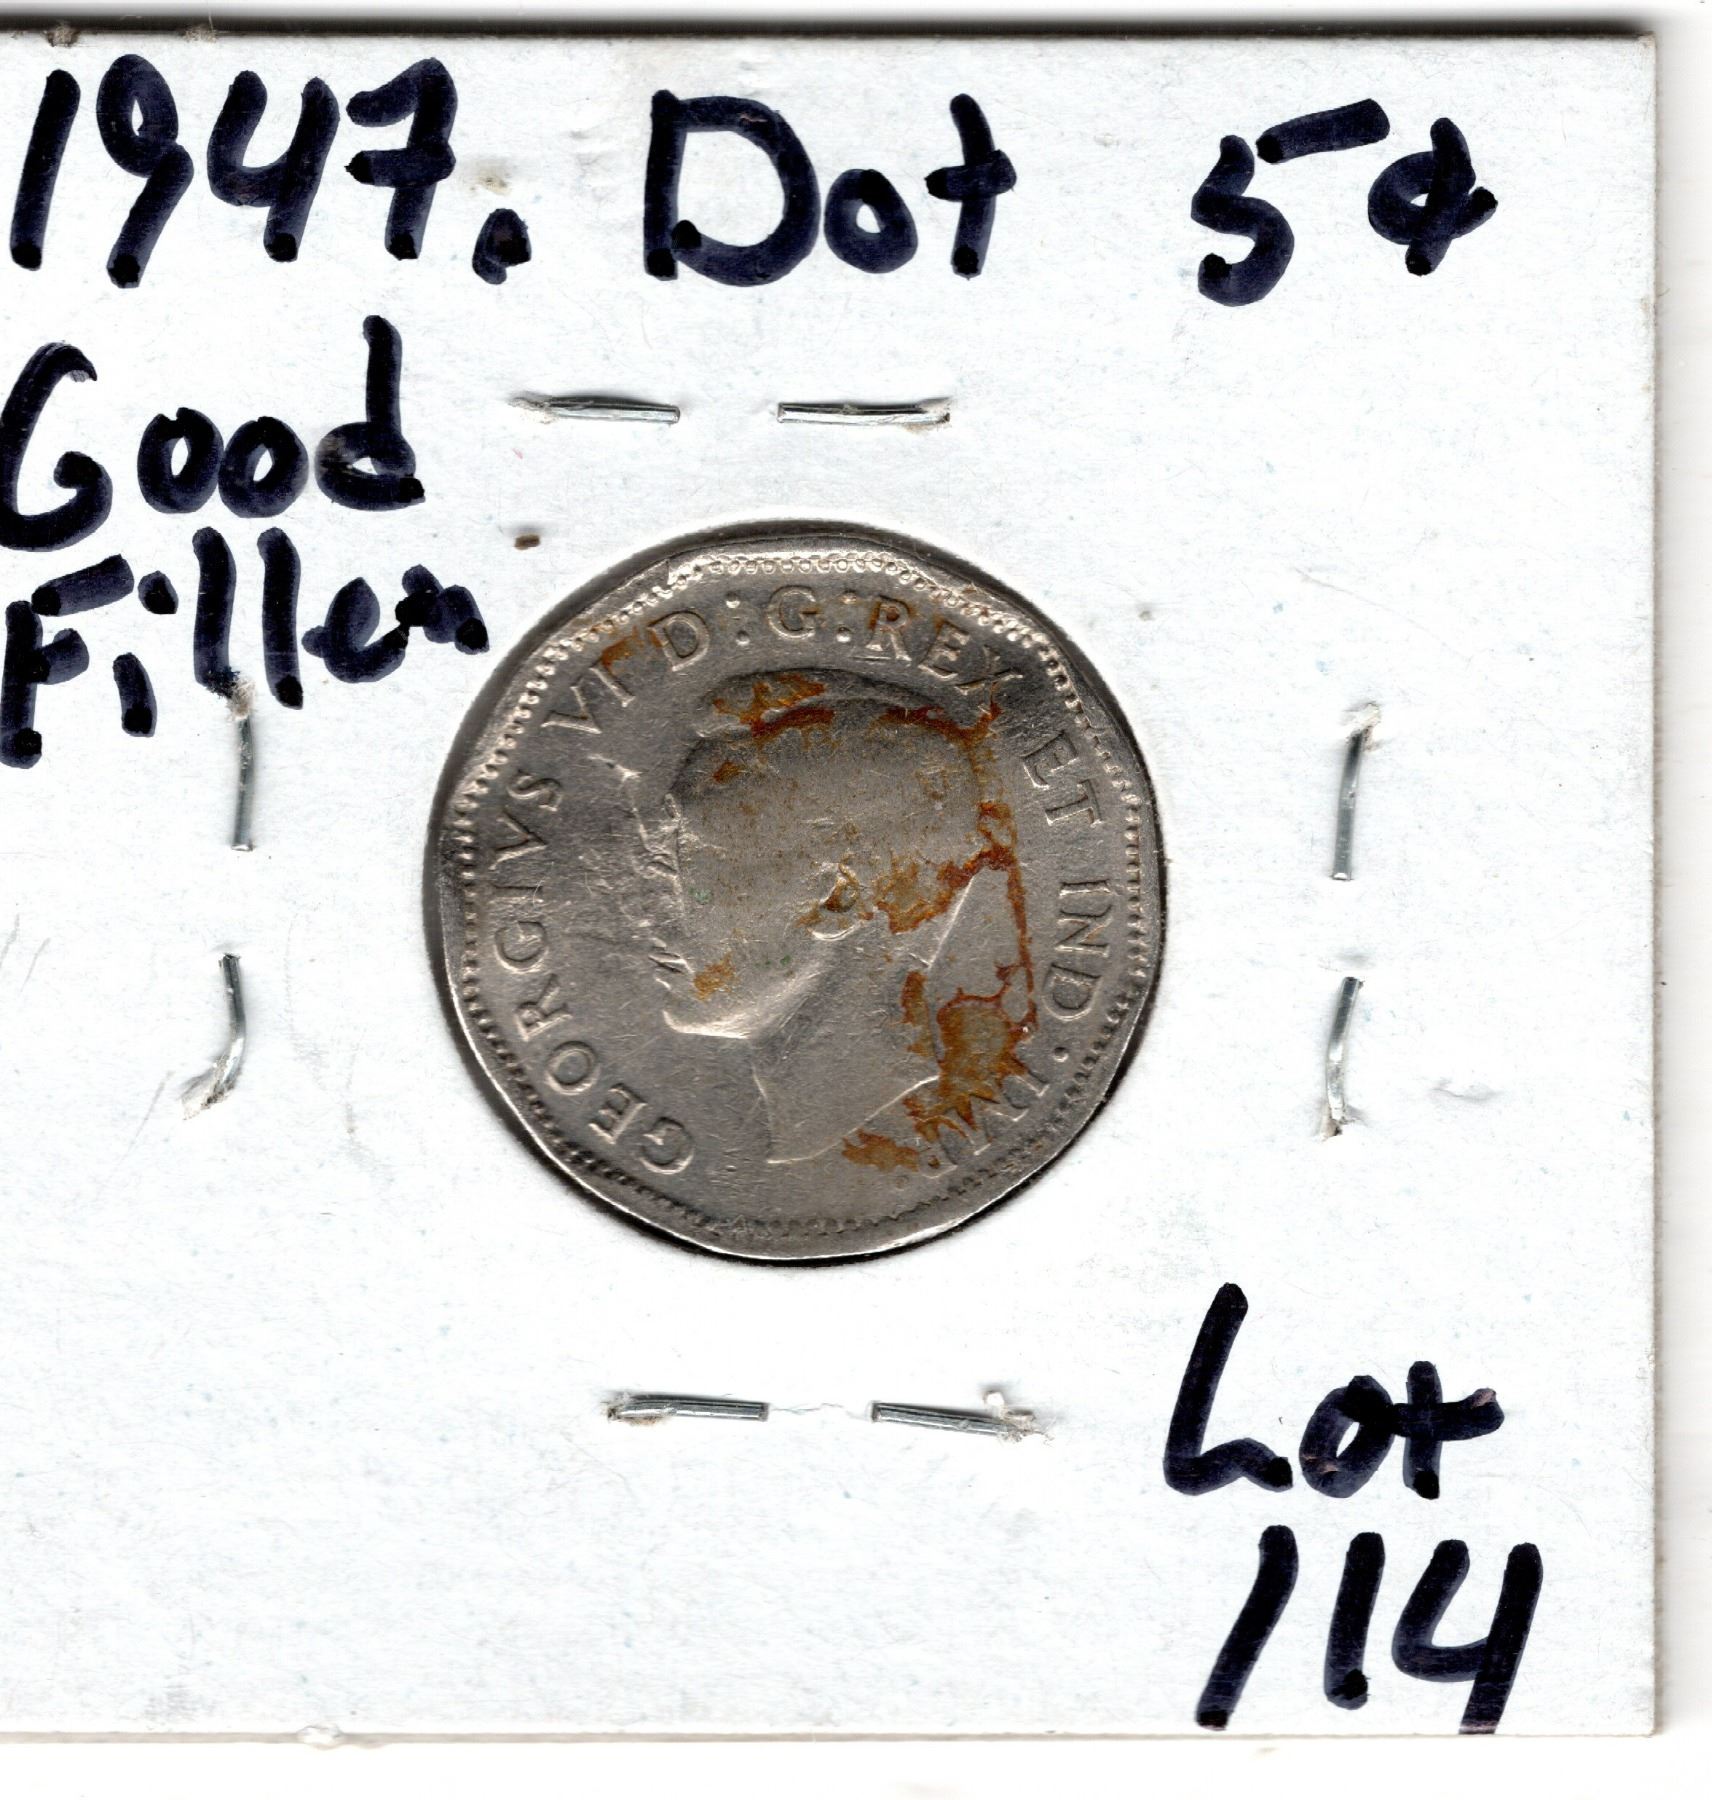 1947. Dot 5¢
Good
Filler
GEORGIVS VI D:G:REX ET IND·IMP.
Lot
114